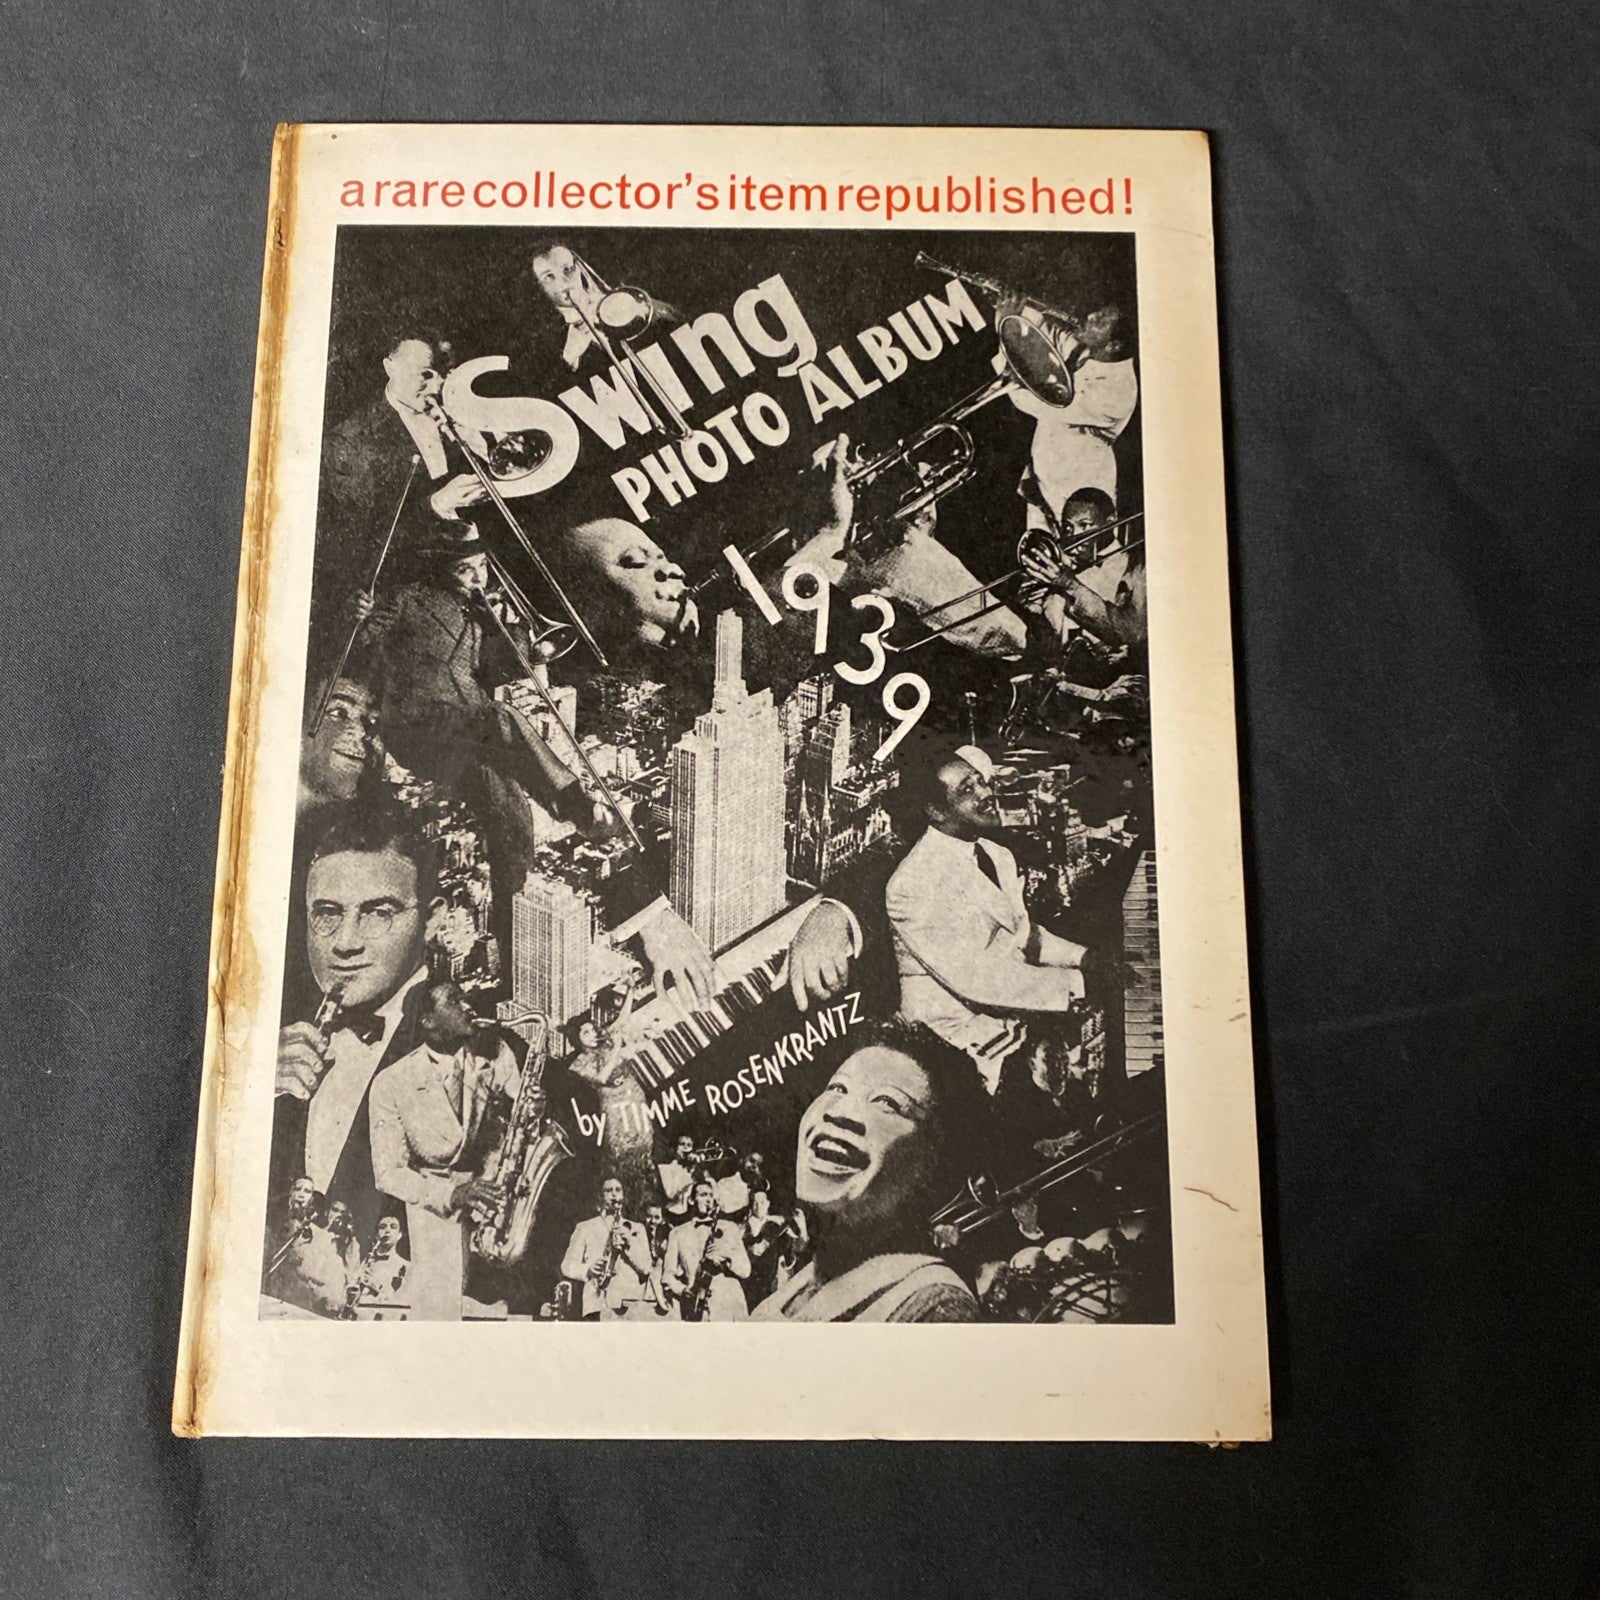 a rare collector's item republished!
Swing
PHOTO ALBUM
1939
by TIMME ROSENKRANTZ